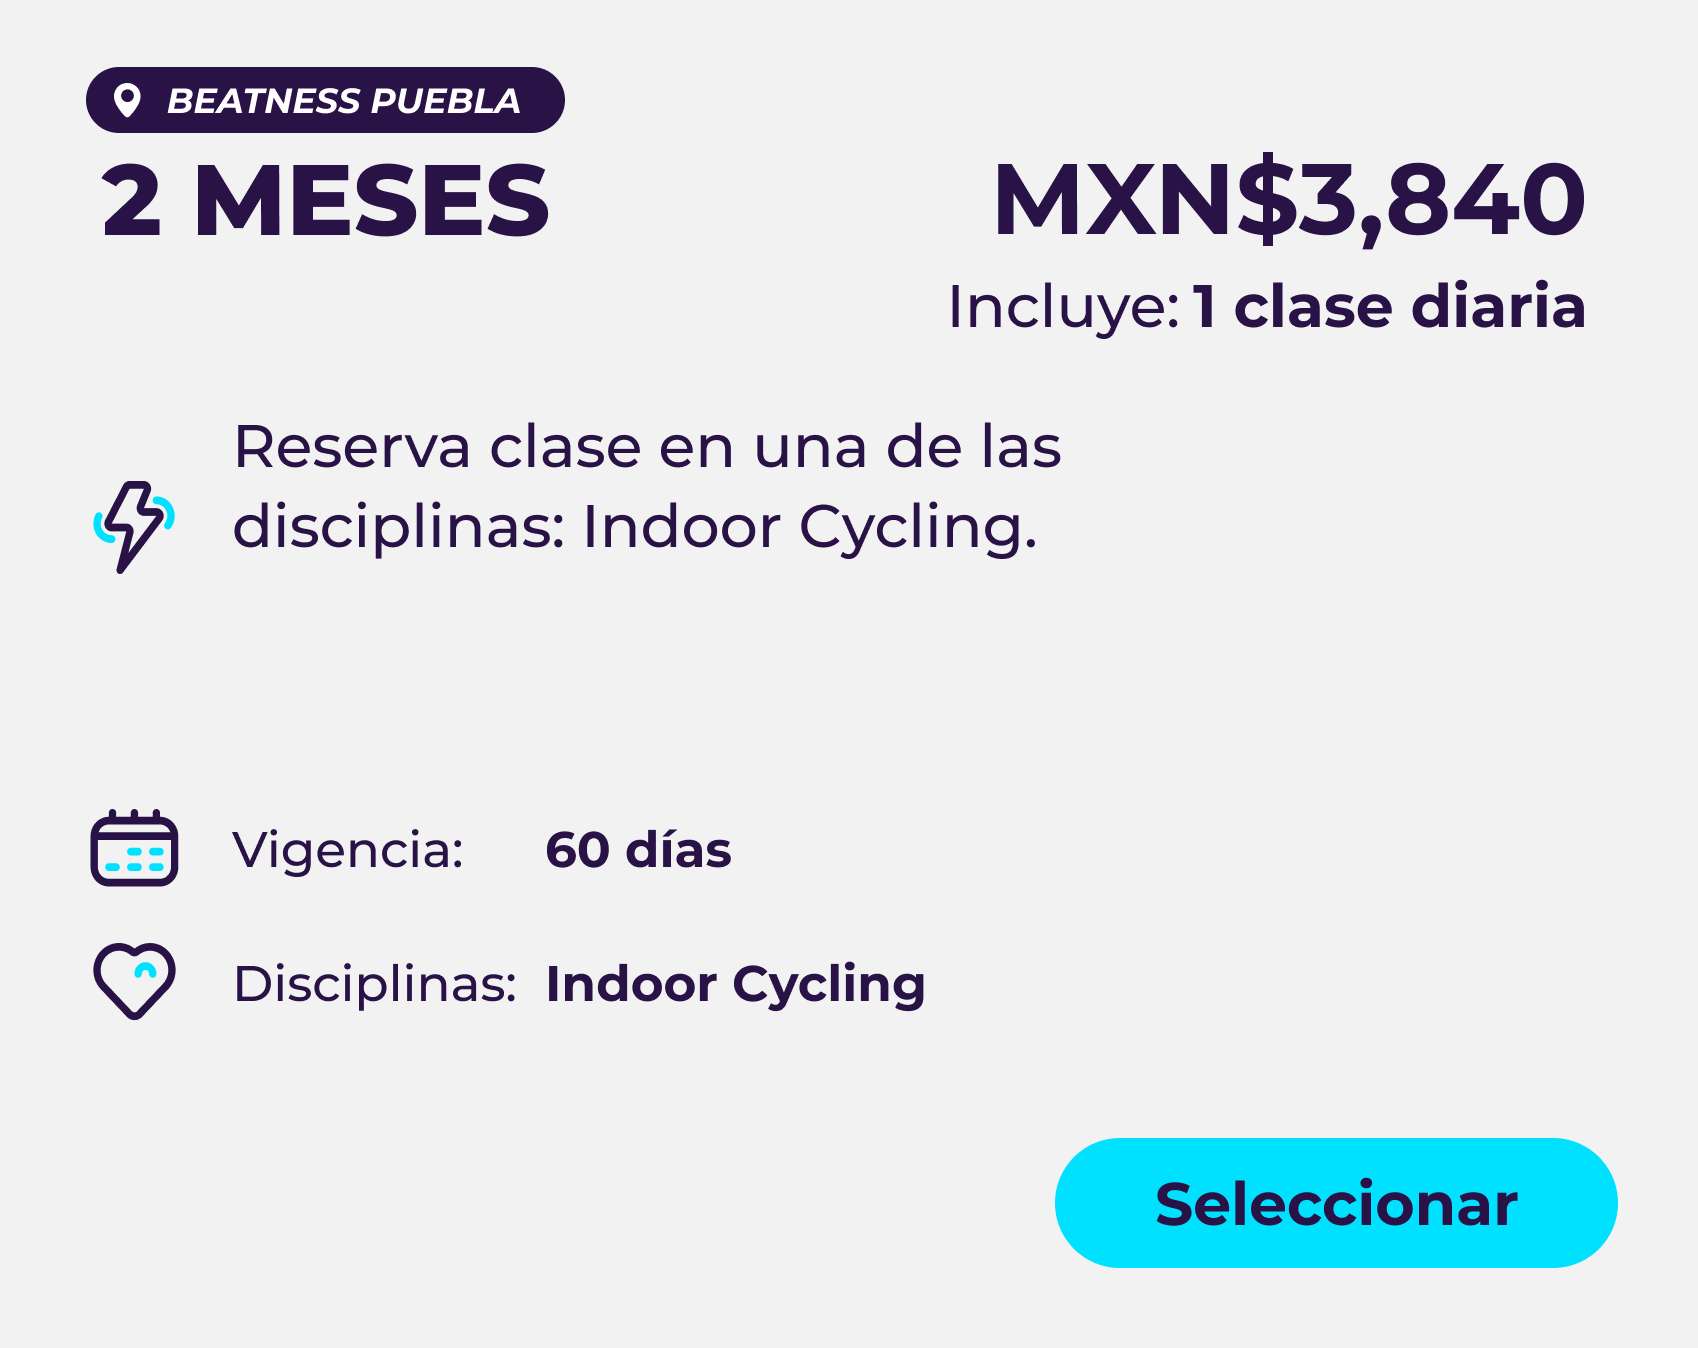 BEATNESS PUEBLA
2 MESES
MXN$3,840
Incluye: 1 clase diaria
Reserva clase en una de las
disciplinas: Indoor Cycling.
Vigencia: 60 días
Disciplinas: Indoor Cycling
Seleccionar